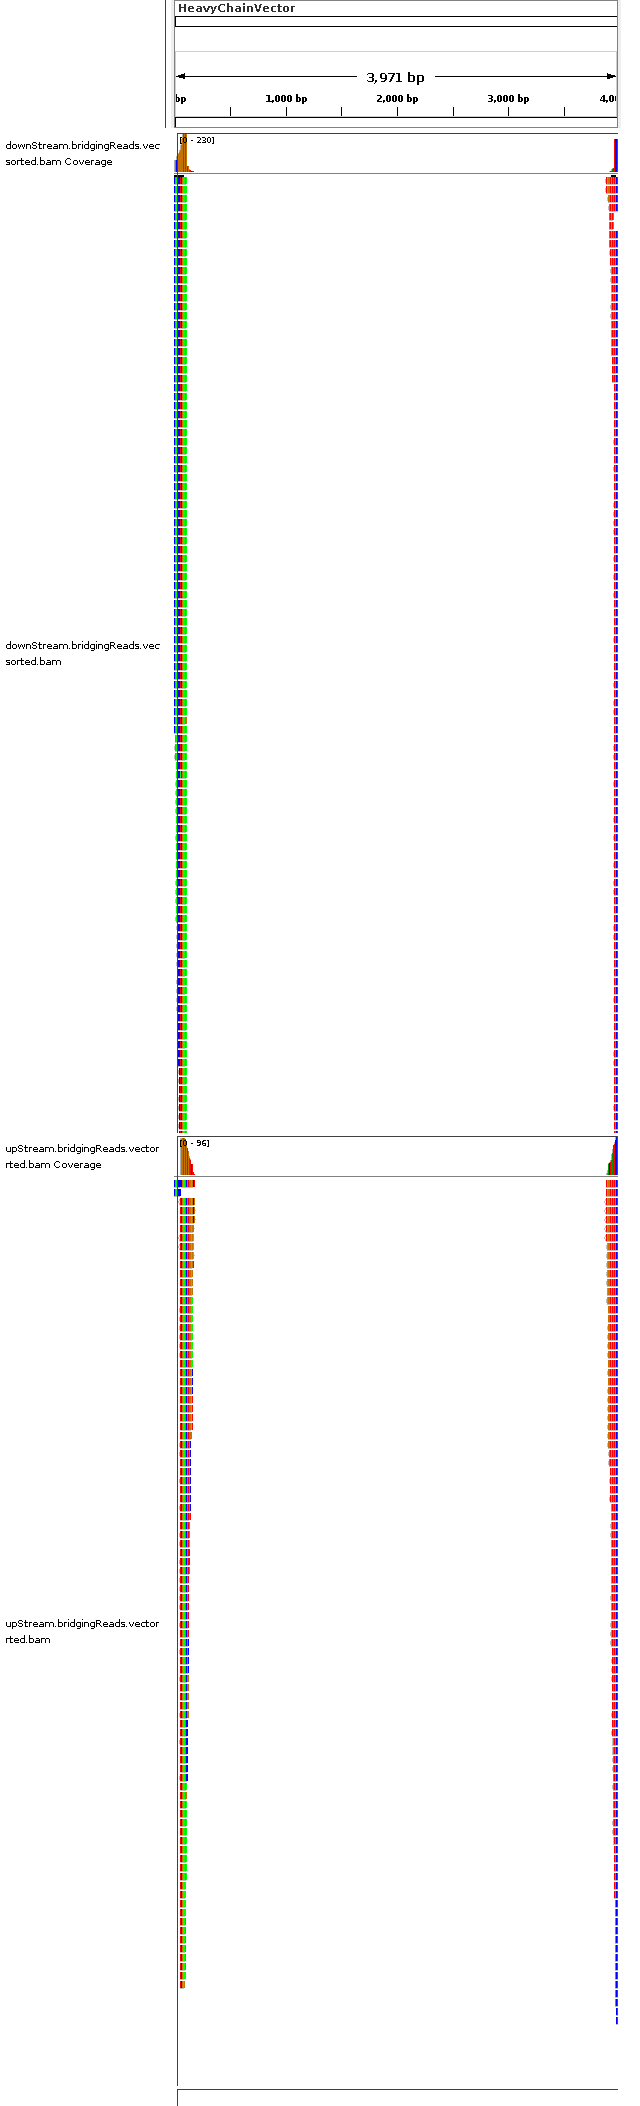 HeavyChainVector
3,971 bp
bp 1,000 bp 2,000 bp 3,000 bp 4,0
downStream.bridgingReads.vec
sorted.bam Coverage
[0 - 230]
downStream.bridgingReads.vec
sorted.bam
upStream.bridgingReads.vector
rted.bam Coverage
[0 - 96]
upStream.bridgingReads.vector
rted.bam